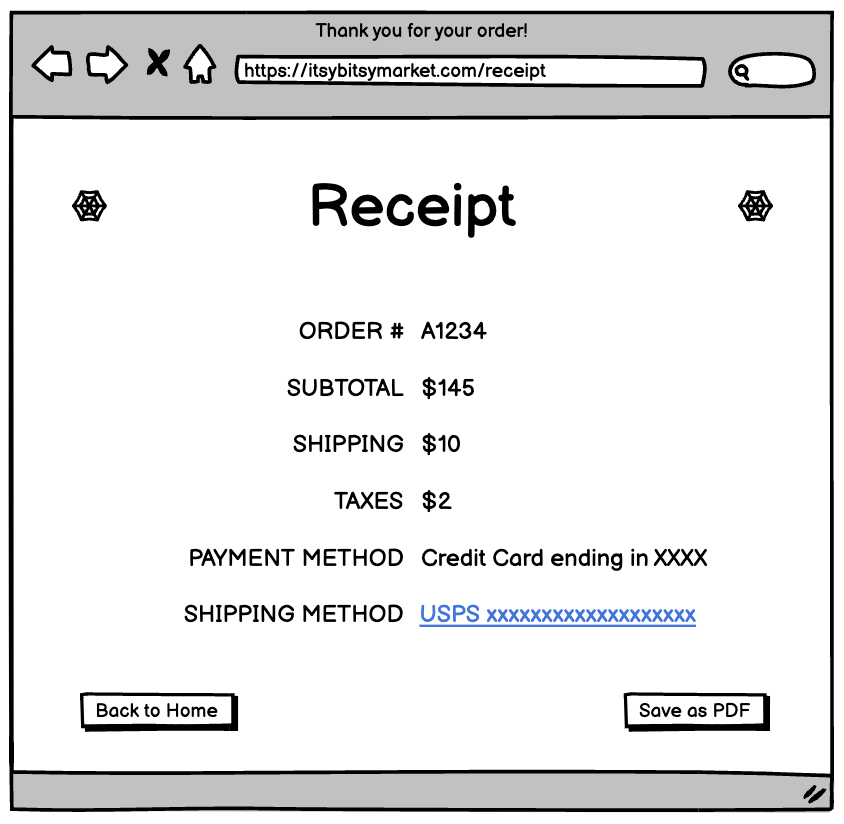 Thank you for your order!
https://itsybitsymarket.com/receipt
Receipt
ORDER # A1234
SUBTOTAL $145
SHIPPING $10
TAXES $2
PAYMENT METHOD Credit Card ending in XXXX
SHIPPING METHOD USPS xxxxxxxxxxxxxxxxxxx
Back to Home
Save as PDF